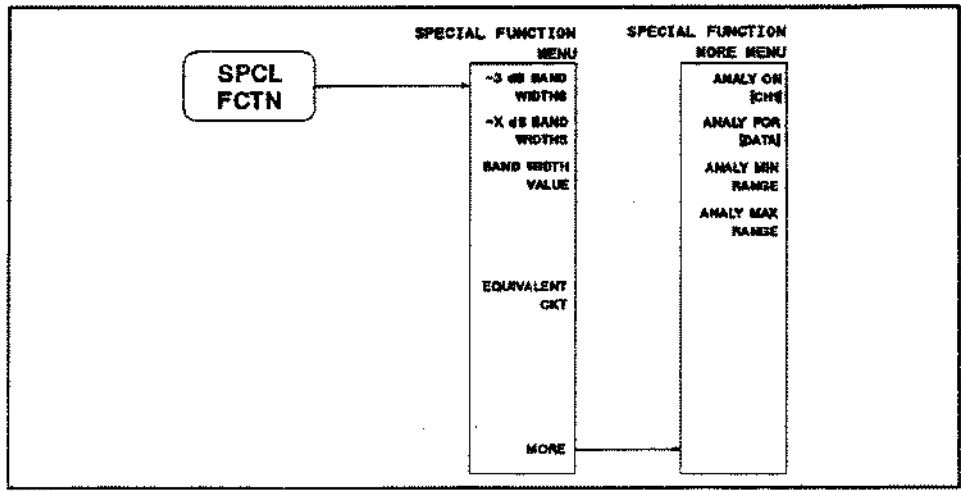 SPCL
FCTN
SPECIAL FUNCTION
MENU
-3 dB BAND
WIDTHS
-X dB BAND
WIDTHS
BAND WIDTH
VALUE
EQUIVALENT
CKT
MORE
SPECIAL FUNCTION
MORE MENU
ANALY ON
[CH1]
ANALY FOR
[DATA]
ANALY MIN
RANGE
ANALY MAX
RANGE